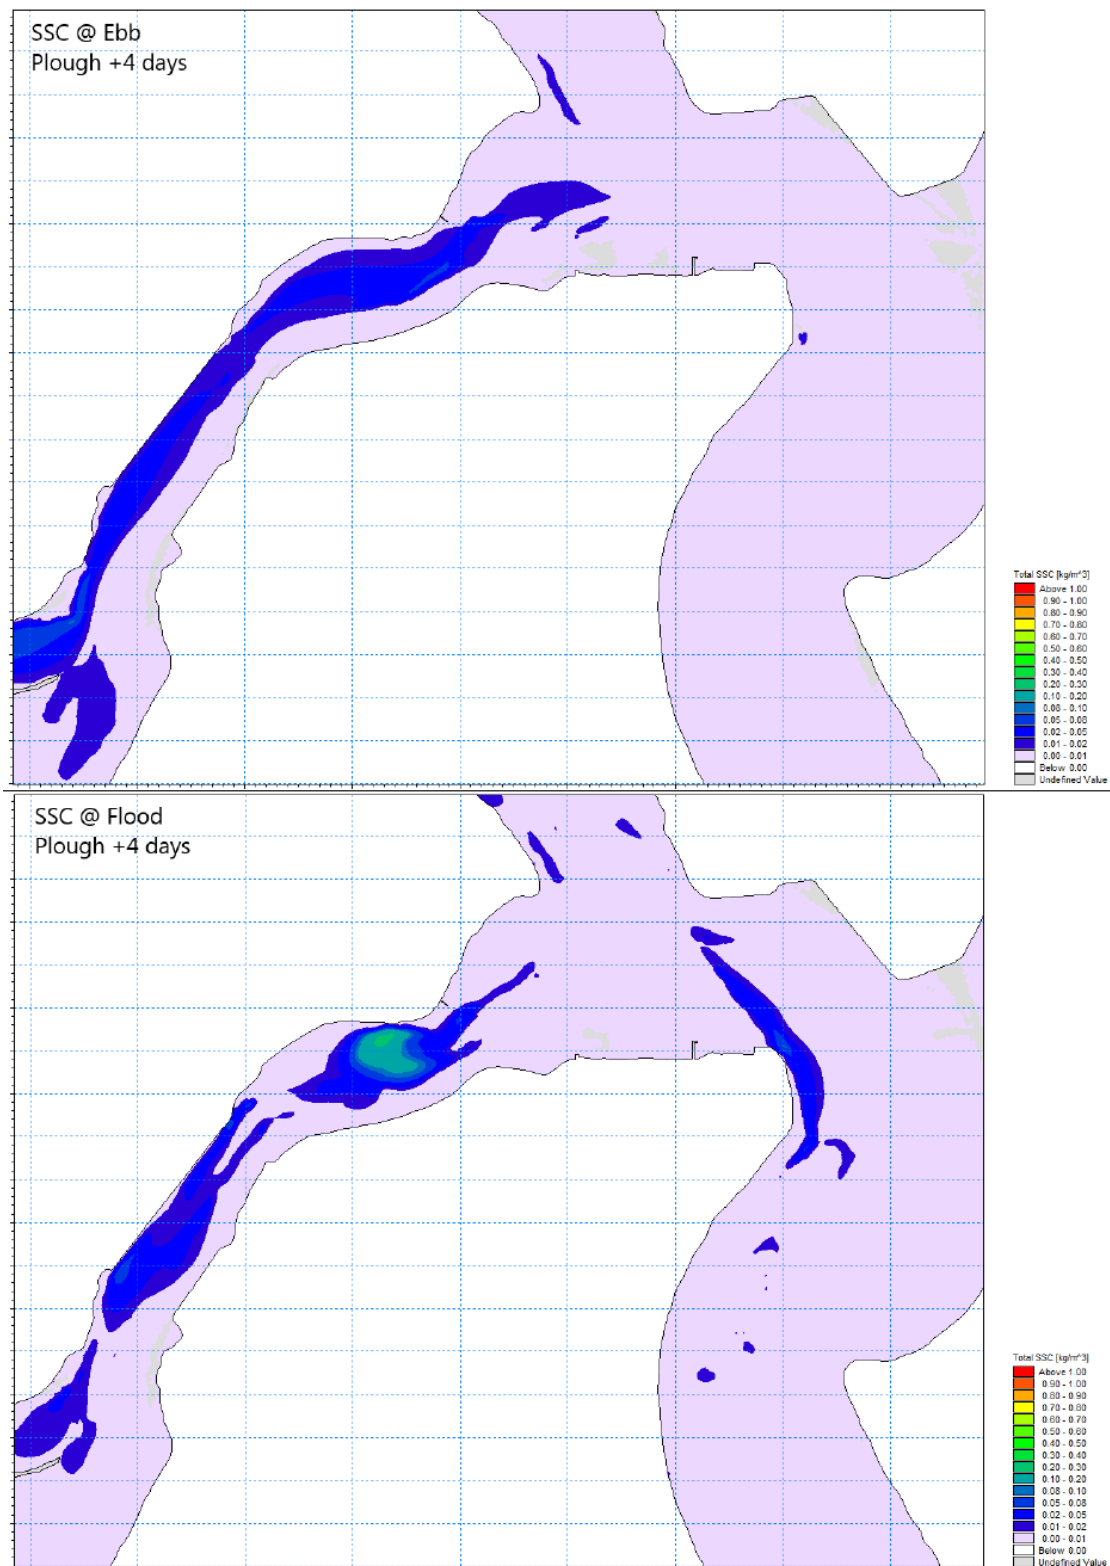 SSC @ Ebb
Plough +4 days
Total SSC [kg/m^3]
Above 1.00
0.90 - 1.00
0.80 - 0.90
0.70 - 0.80
0.60 - 0.70
0.50 - 0.60
0.40 - 0.50
0.30 - 0.40
0.20 - 0.30
0.10 - 0.20
0.08 - 0.10
0.05 - 0.08
0.02 - 0.05
0.01 - 0.02
0.00 - 0.01
Below 0.00
Undefined Value
SSC @ Flood
Plough +4 days
Total SSC [kg/m^3]
Above 1.00
0.90 - 1.00
0.80 - 0.90
0.70 - 0.80
0.60 - 0.70
0.50 - 0.60
0.40 - 0.50
0.30 - 0.40
0.20 - 0.30
0.10 - 0.20
0.08 - 0.10
0.05 - 0.08
0.02 - 0.05
0.01 - 0.02
0.00 - 0.01
Below 0.00
Undefined Value